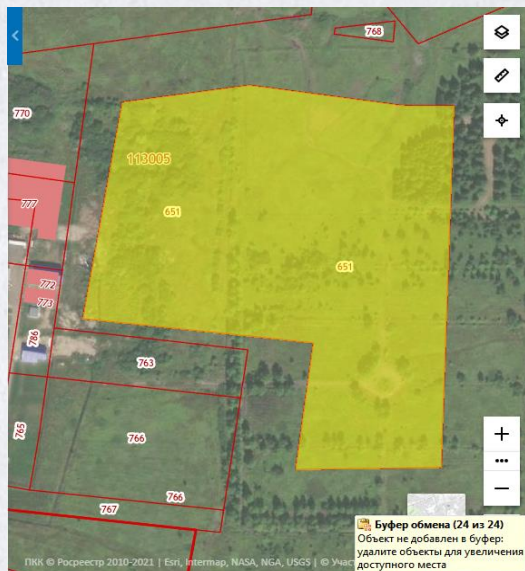 768
770
113005
651
777
651
772
773
786
763
765
766
766
767
Буфер обмена (24 из 24)
Объект не добавлен в буфер:
удалите объекты для увеличения
доступного места
ПКК © Росреестр 2010-2021 | Esri, Intermap, NASA, NGA, USGS | © Участ